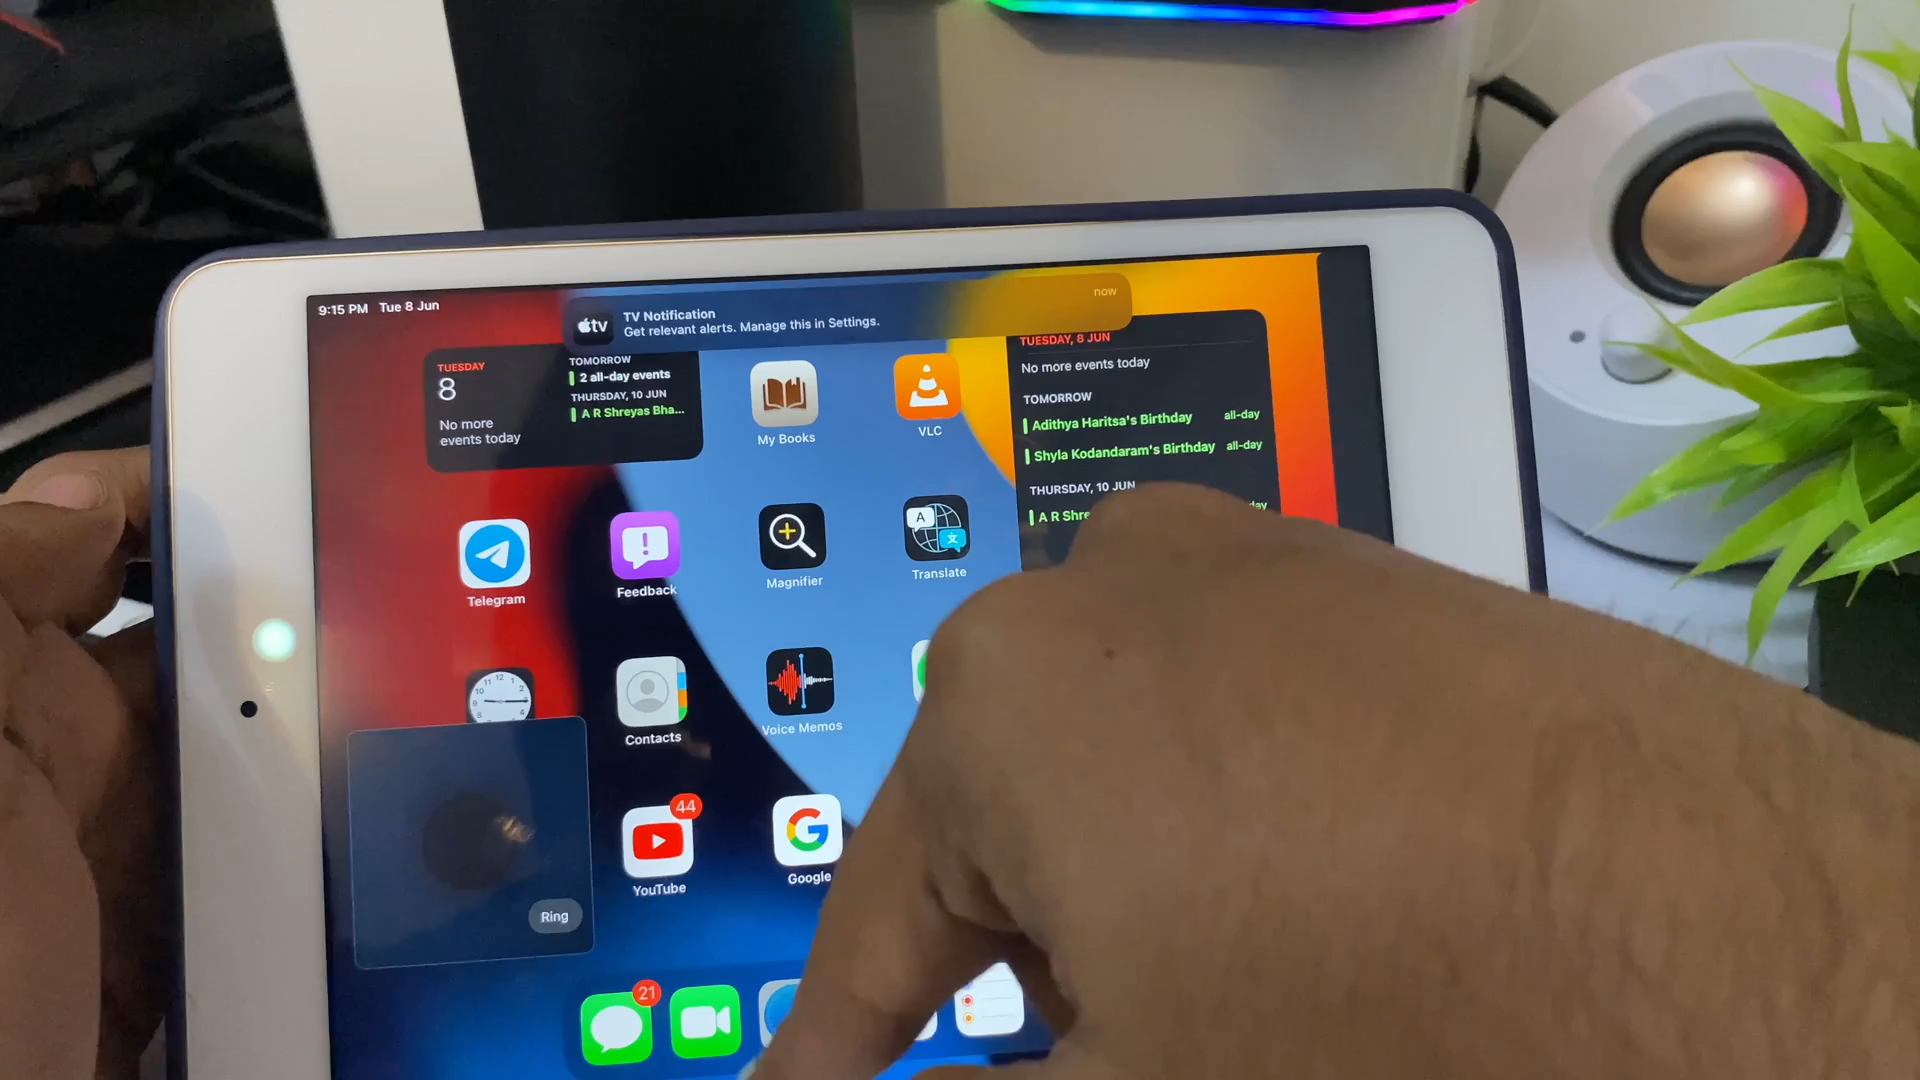 9:15 PM Tue 8 Jun
tv
TV Notification
now
Get relevant alerts. Manage this in Settings.
TUESDAY
8
No more
events today
TOMORROW
2 all-day events
THURSDAY, 10 JUN
A R Shreyas Bha...
My Books
VLC
TUESDAY, 8 JUN
No more events today
TOMORROW
Adithya Haritsa's Birthday all-day
Shyla Kodandaram's Birthday all-day
THURSDAY, 10 JUN
A R Shre
Telegram
Feedback
Magnifier
A
文
Translate
Contacts
Voice Memos
44
YouTube
G
Google
Ring
21